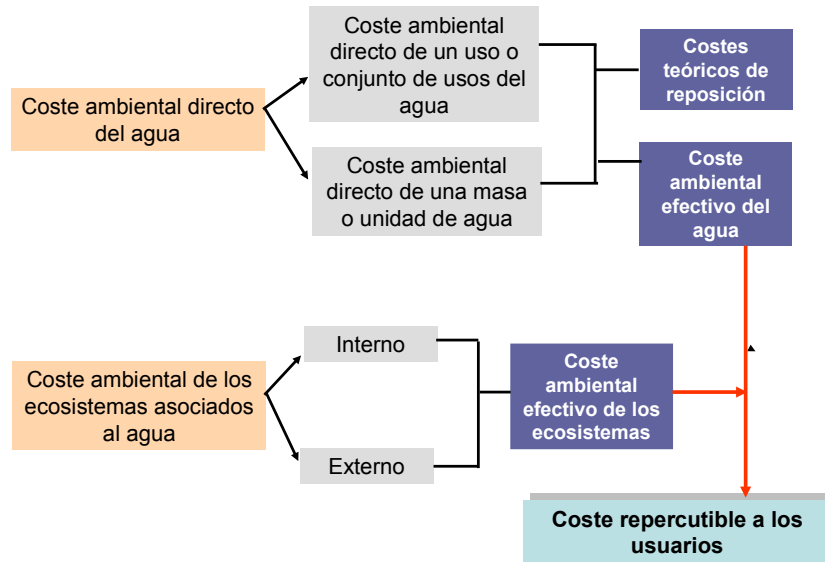 Coste ambiental directo
del agua
Coste ambiental
directo de un uso o
conjunto de usos del
agua
Coste ambiental
directo de una masa
o unidad de agua
Costes
teóricos de
reposición
Coste
ambiental
efectivo del
agua
Coste ambiental de los
ecosistemas asociados
al agua
Interno
Externo
Coste
ambiental
efectivo de los
ecosistemas
Coste repercutible a los
usuarios